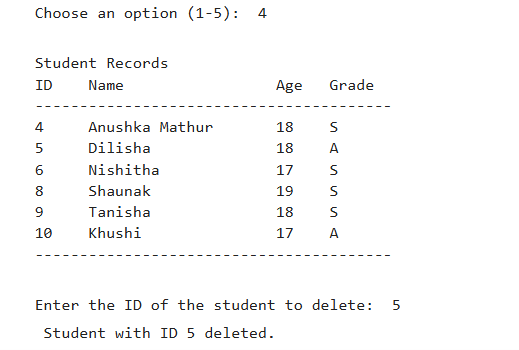 Choose an option (1-5):  4
Student Records
ID    Name                 Age   Grade
----------------------------------------
4     Anushka Mathur       18    S
5     Dilisha              18    A
6     Nishitha             17    S
8     Shaunak              19    S
9     Tanisha              18    S
10    Khushi               17    A
----------------------------------------
Enter the ID of the student to delete:  5
Student with ID 5 deleted.